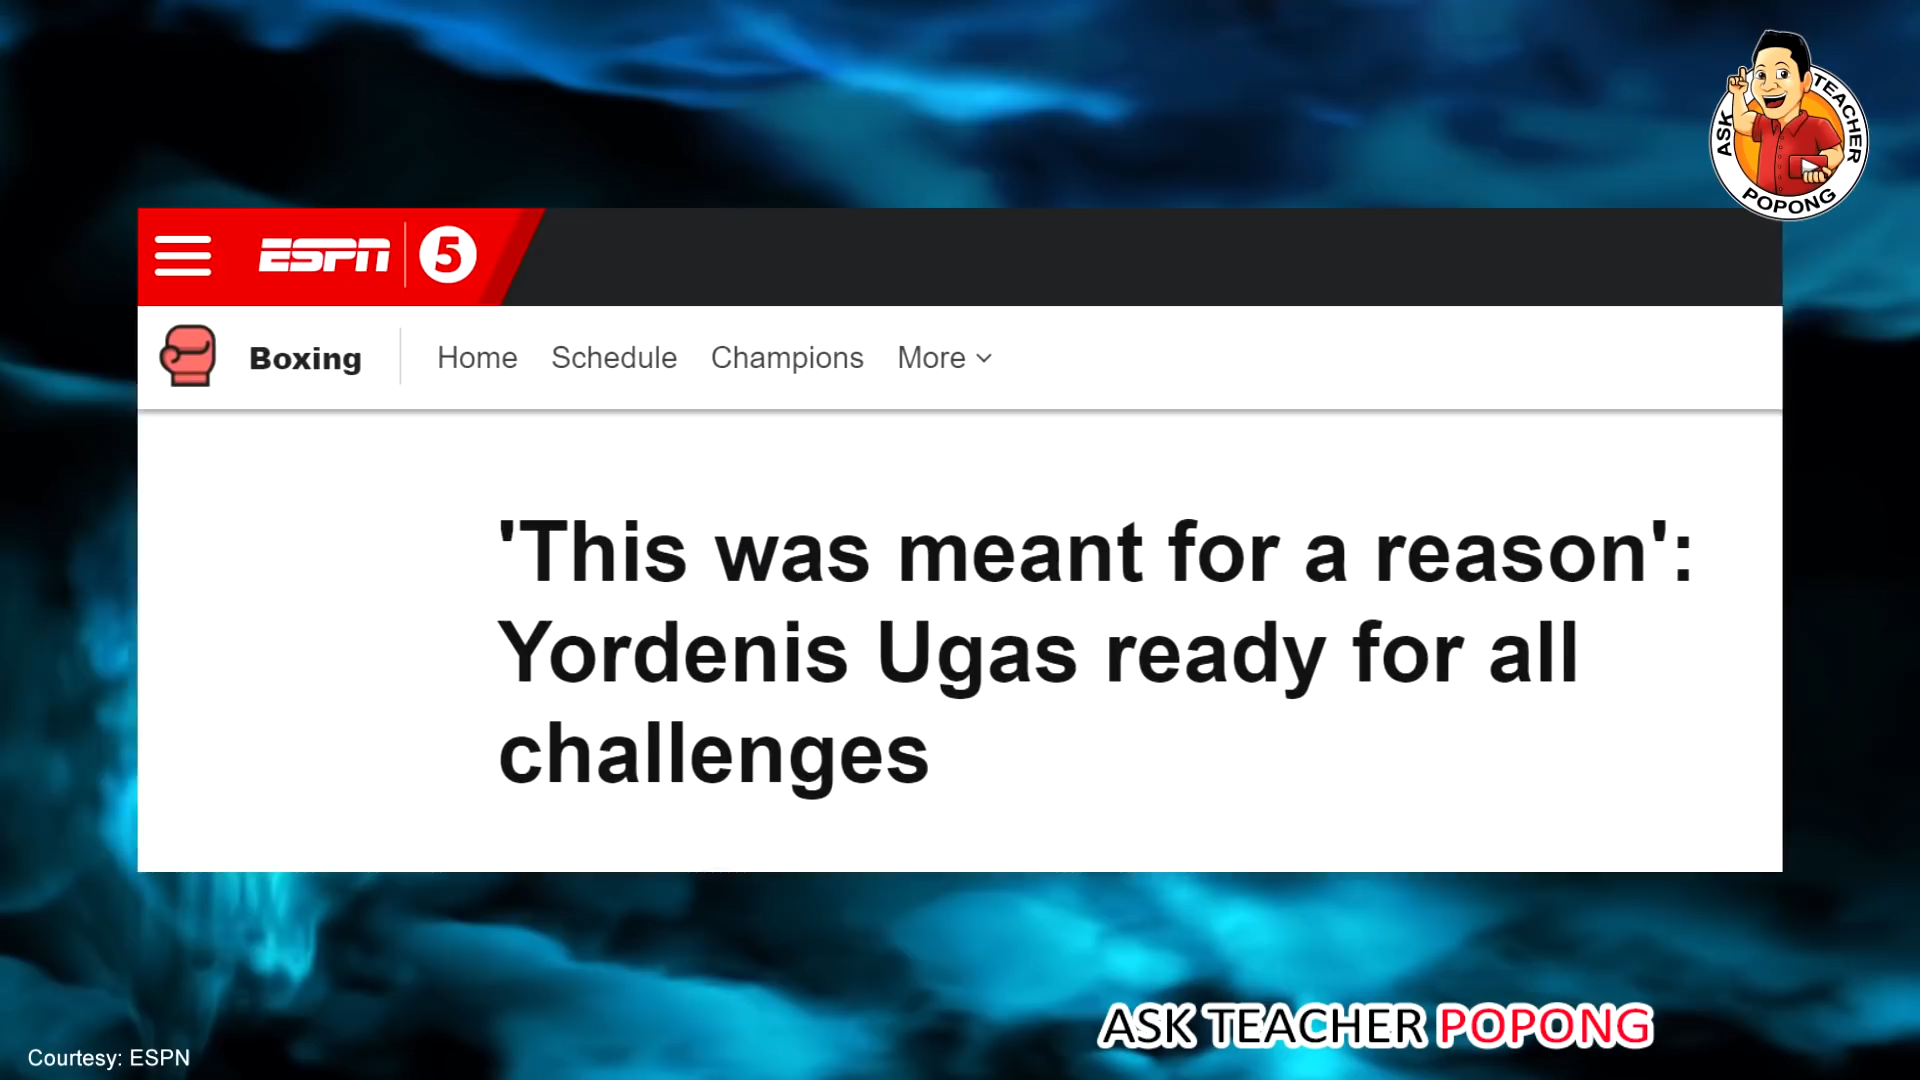 ASK TEACHER POPONG
ESPN 5
Boxing Home Schedule Champions More
'This was meant for a reason':
Yordenis Ugas ready for all
challenges
ASK TEACHER POPONG
Courtesy: ESPN